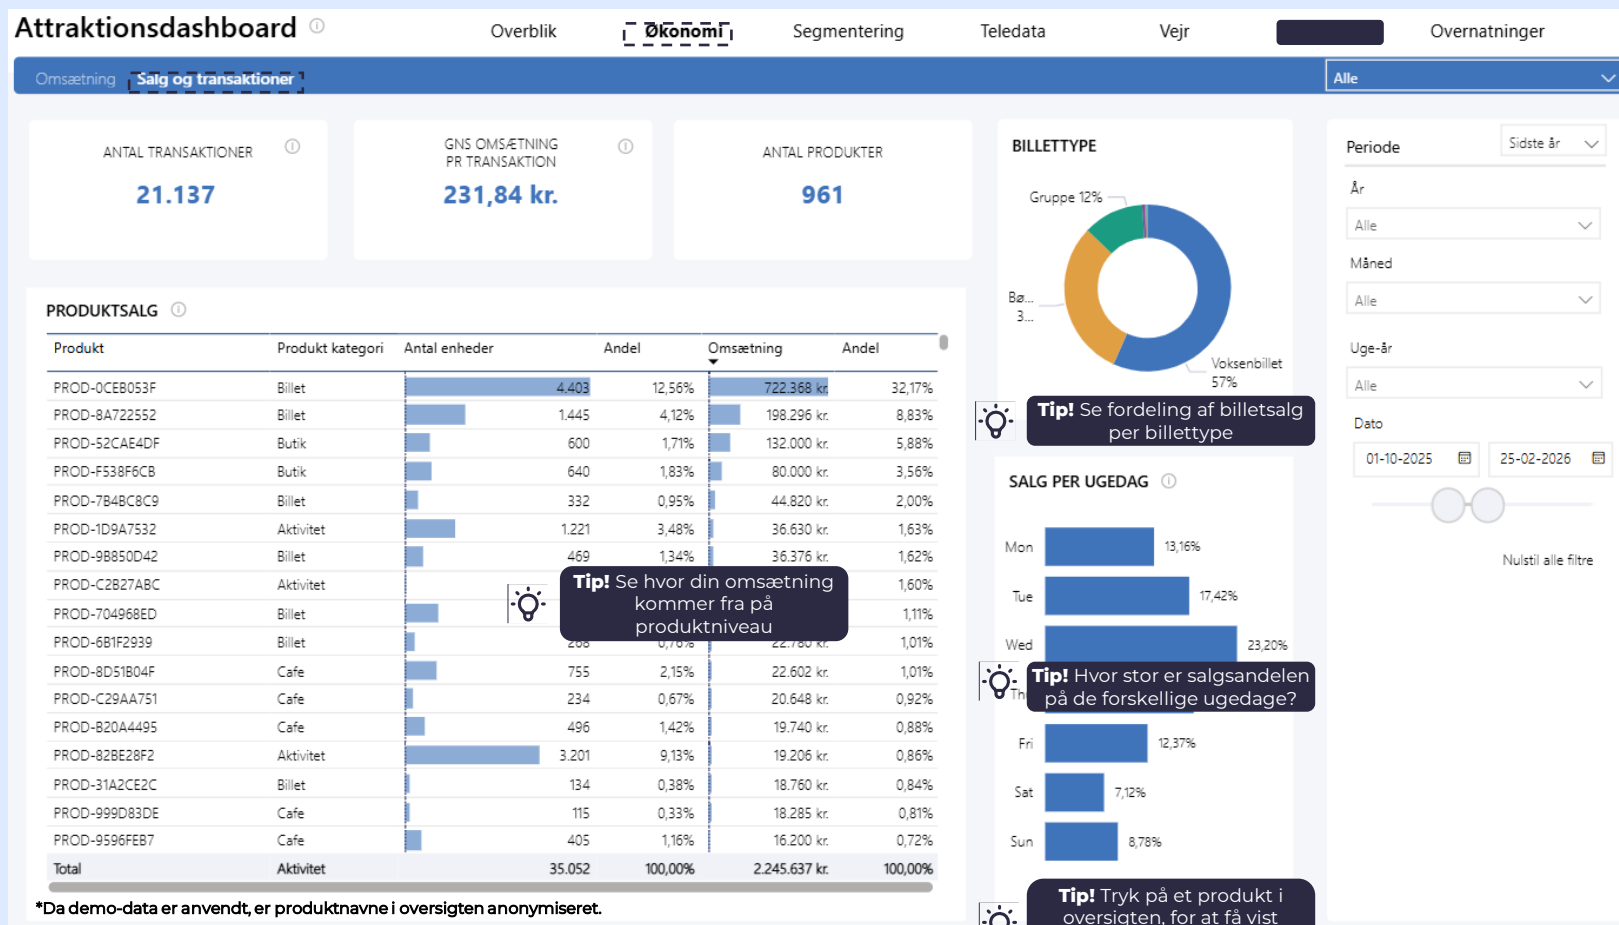 Attraktionsdashboard
Overblik
Økonomi
Segmentering
Teledata
Vejr
Overnatninger
Omsætning
Salg og transaktioner
Alle
ANTAL TRANSAKTIONER
21.137
GNS OMSÆTNING
PR TRANSAKTION
231,84 kr.
ANTAL PRODUKTER
961
BILLETTYPE
Gruppe 12%
Bø...
3...
Voksenbillet
57%
Tip! Se fordeling af billetsalg
per billettype
Periode
Sidste år
År
Alle
Måned
Alle
Uge-år
Alle
Dato
01-10-2025
25-02-2026
Nulstil alle filtre
PRODUKTSALG
Produkt Produkt kategori Antal enheder Andel Omsætning Andel
PROD-0CEB053F Billet 4.403 12,56% 722.368 kr. 32,17%
PROD-8A722552 Billet 1.445 4,12% 198.296 kr. 8,83%
PROD-52CAE4DF Butik 600 1,71% 132.000 kr. 5,88%
PROD-F538F6CB Butik 640 1,83% 80.000 kr. 3,56%
PROD-7B4BC8C9 Billet 332 0,95% 44.820 kr. 2,00%
PROD-1D9A7532 Aktivitet 1.221 3,48% 36.630 kr. 1,63%
PROD-9B850D42 Billet 469 1,34% 36.376 kr. 1,62%
PROD-C2B27ABC Aktivitet 1,60%
PROD-704968ED Billet 1,11%
PROD-6B1F2939 Billet 268 0,76% 22.780 kr. 1,01%
PROD-8D51B04F Cafe 755 2,15% 22.602 kr. 1,01%
PROD-C29AA751 Cafe 234 0,67% 20.648 kr. 0,92%
PROD-B20A4495 Cafe 496 1,42% 19.740 kr. 0,88%
PROD-82BE28F2 Aktivitet 3.201 9,13% 19.206 kr. 0,86%
PROD-31A2CE2C Billet 134 0,38% 18.760 kr. 0,84%
PROD-999D83DE Cafe 115 0,33% 18.285 kr. 0,81%
PROD-9596FEB7 Cafe 405 1,16% 16.200 kr. 0,72%
Total Aktivitet 35.052 100,00% 2.245.637 kr. 100,00%
Tip! Se hvor din omsætning
kommer fra på
produktniveau
*Da demo-data er anvendt, er produktnavne i oversigten anonymiseret.
SALG PER UGEDAG
Mon 13,16%
Tue 17,42%
Wed 23,20%
Tip! Hvor stor er salgsandelen
på de forskellige ugedage?
Fri 12,37%
Sat 7,12%
Sun 8,78%
Tip! Tryk på et produkt i
oversigten, for at få vist